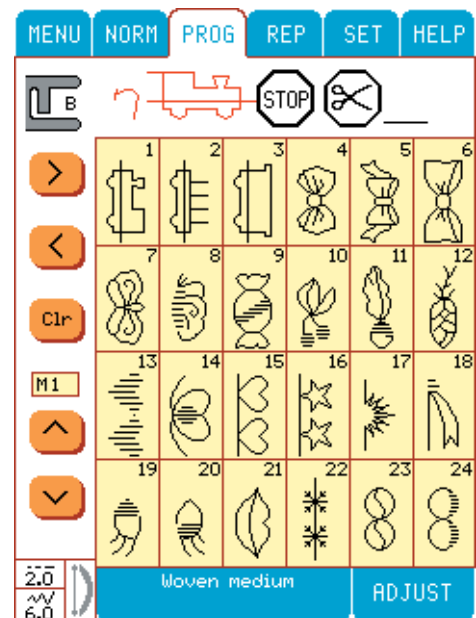 MENU NORM PROG REP SET HELP
B STOP
1 2 3 4 5 6
7 8 9 10 11 12
Clr
M1
13 14 15 16 17 18
19 20 21 22 23 24
2.0 Woven medium ADJUST
6.0